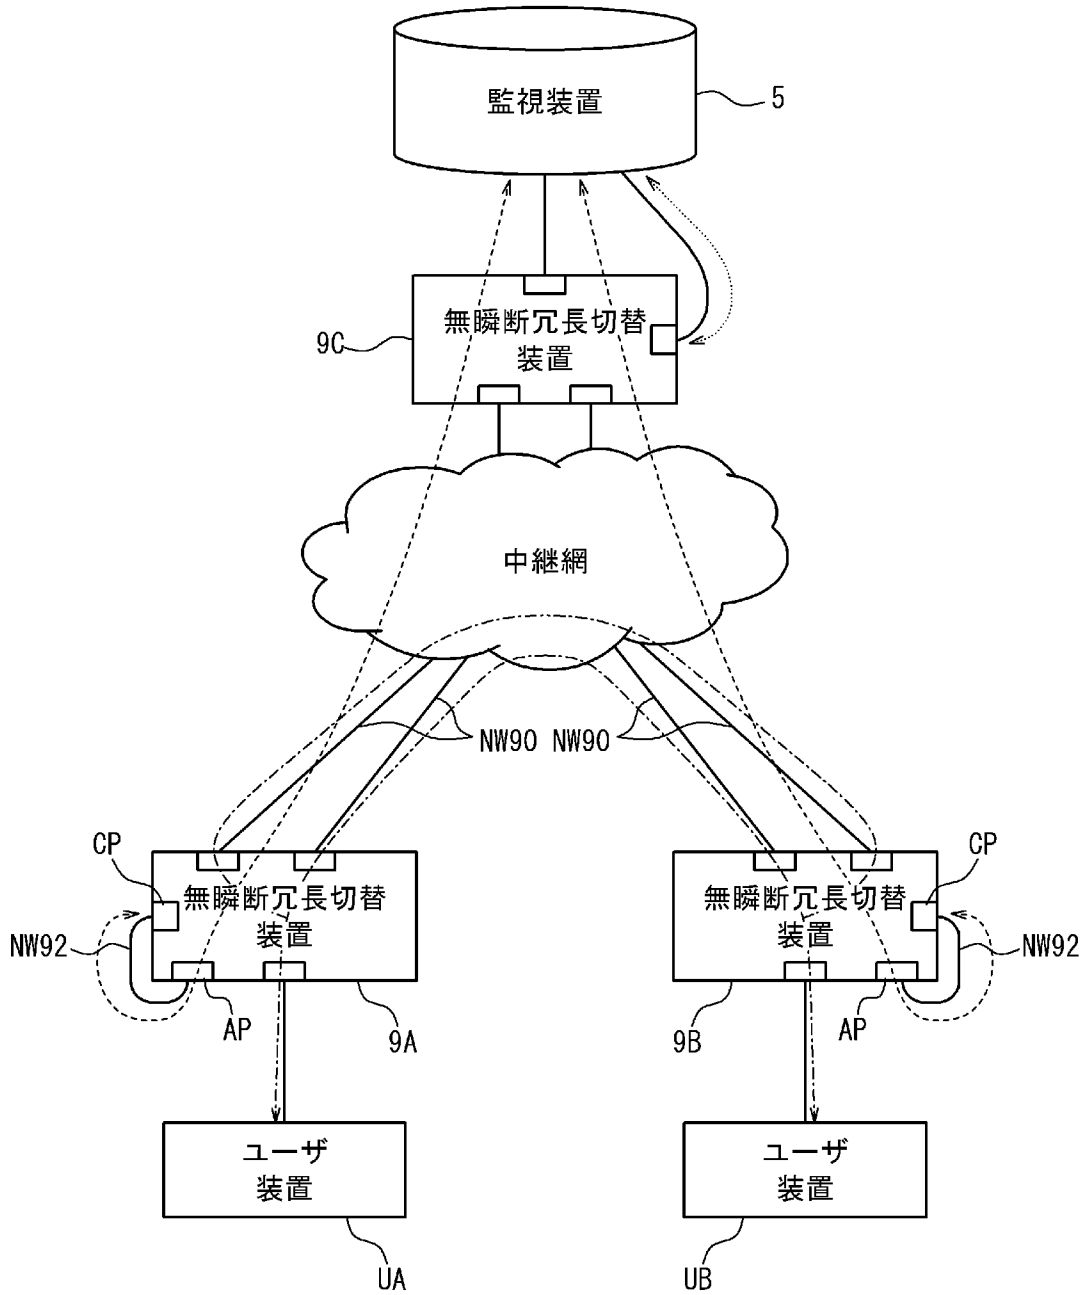 監視装置
5
無瞬断冗長切替
装置
9C
中継網
NW90 NW90
CP
無瞬断冗長切替
装置
NW92
AP
9A
無瞬断冗長切替
装置
CP
NW92
9B
AP
ユーザ
装置
UA
ユーザ
装置
UB